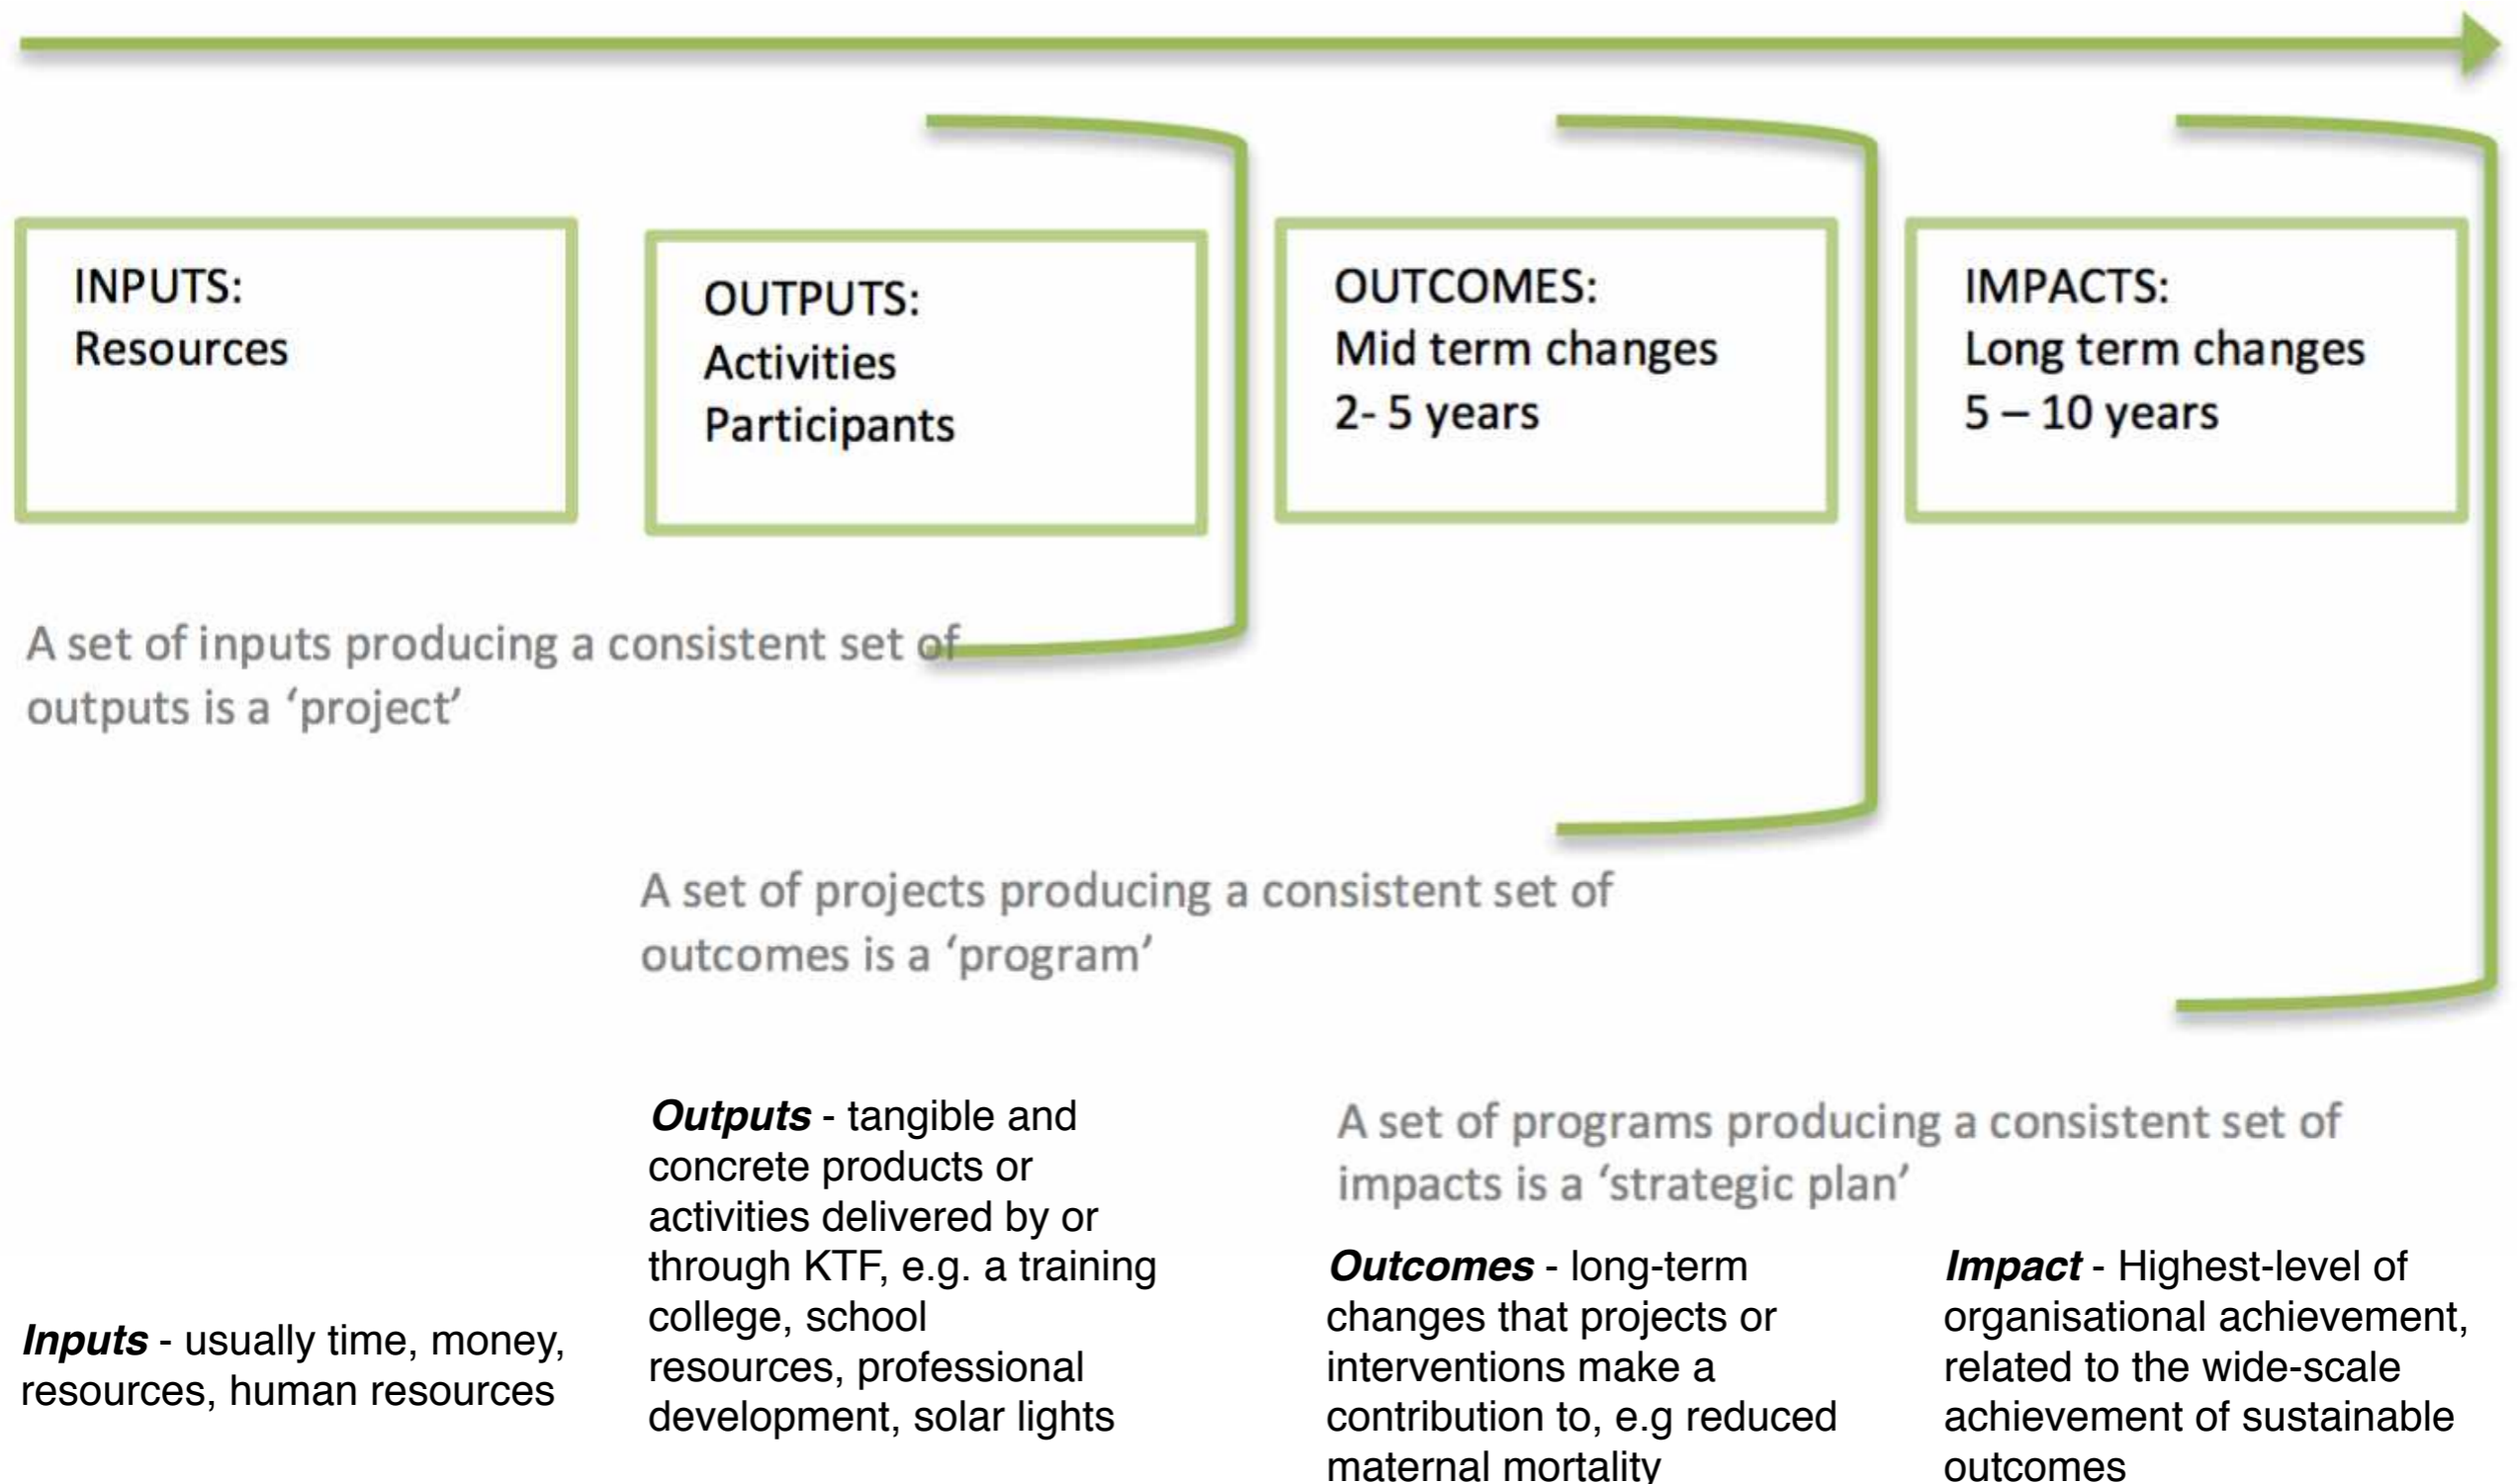 INPUTS:
Resources
OUTPUTS:
Activities
Participants
OUTCOMES:
Mid term changes
2- 5 years
IMPACTS:
Long term changes
5 – 10 years
A set of inputs producing a consistent set of
outputs is a ‘project’
A set of projects producing a consistent set of
outcomes is a ‘program’
A set of programs producing a consistent set of
impacts is a ‘strategic plan’
Inputs - usually time, money,
resources, human resources
Outputs - tangible and
concrete products or
activities delivered by or
through KTF, e.g. a training
college, school
resources, professional
development, solar lights
Outcomes - long-term
changes that projects or
interventions make a
contribution to, e.g reduced
maternal mortality
Impact - Highest-level of
organisational achievement,
related to the wide-scale
achievement of sustainable
outcomes